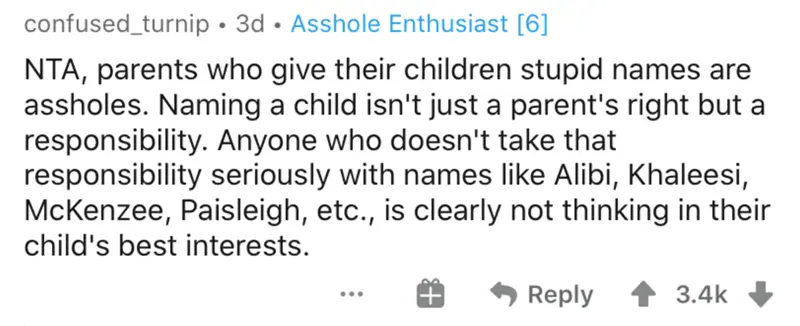 confused_turnip • 3d • Asshole Enthusiast [6]
NTA, parents who give their children stupid names are
assholes. Naming a child isn't just a parent's right but a
responsibility. Anyone who doesn't take that
responsibility seriously with names like Alibi, Khaleesi,
McKenzee, Paisleigh, etc., is clearly not thinking in their
child's best interests.
... Reply 3.4k